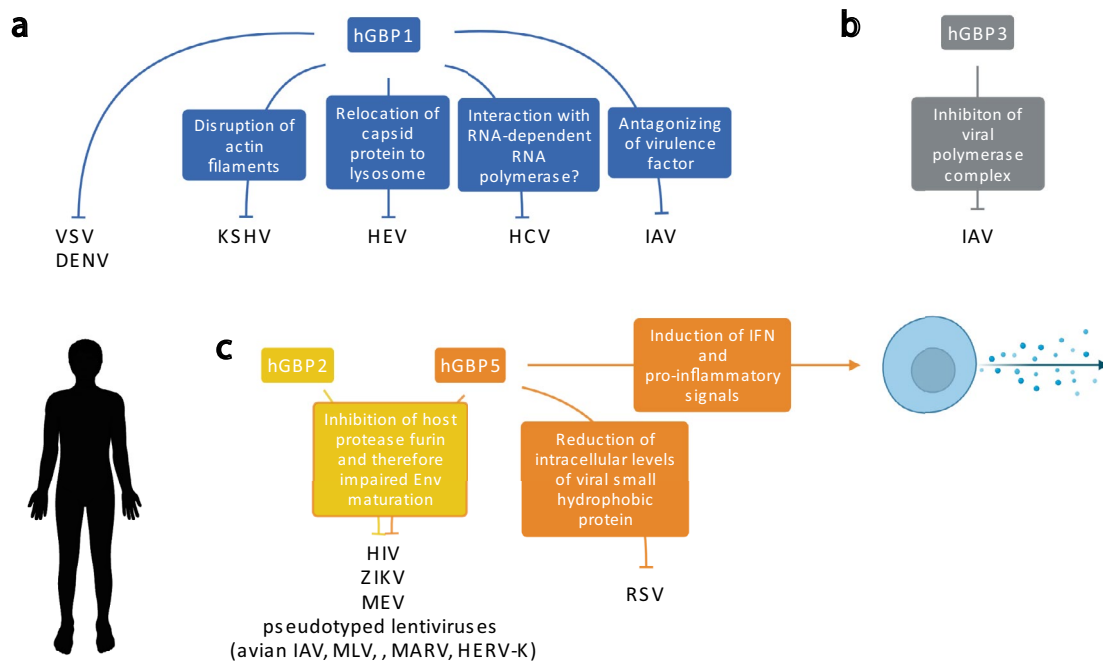 a
hGBP1
Disruption of
actin
filaments
Relocation of
capsid
protein to
lysosome
Interaction with
RNA-dependent
RNA
polymerase?
Antagonizing
of virulence
factor
VSV
DENV
KSHV
HEV
HCV
IAV
b
hGBP3
Inhibiton of
viral
polymerase
complex
IAV
c
hGBP2
hGBP5
Induction of IFN
and
pro-inflammatory
signals
Inhibition of host
protease furin
and therefore
impaired Env
maturation
Reduction of
intracellular levels
of viral small
hydrophobic
protein
HIV
ZIKV
MEV
pseudotyped lentiviruses
(avian IAV, MLV, , MARV, HERV-K)
RSV